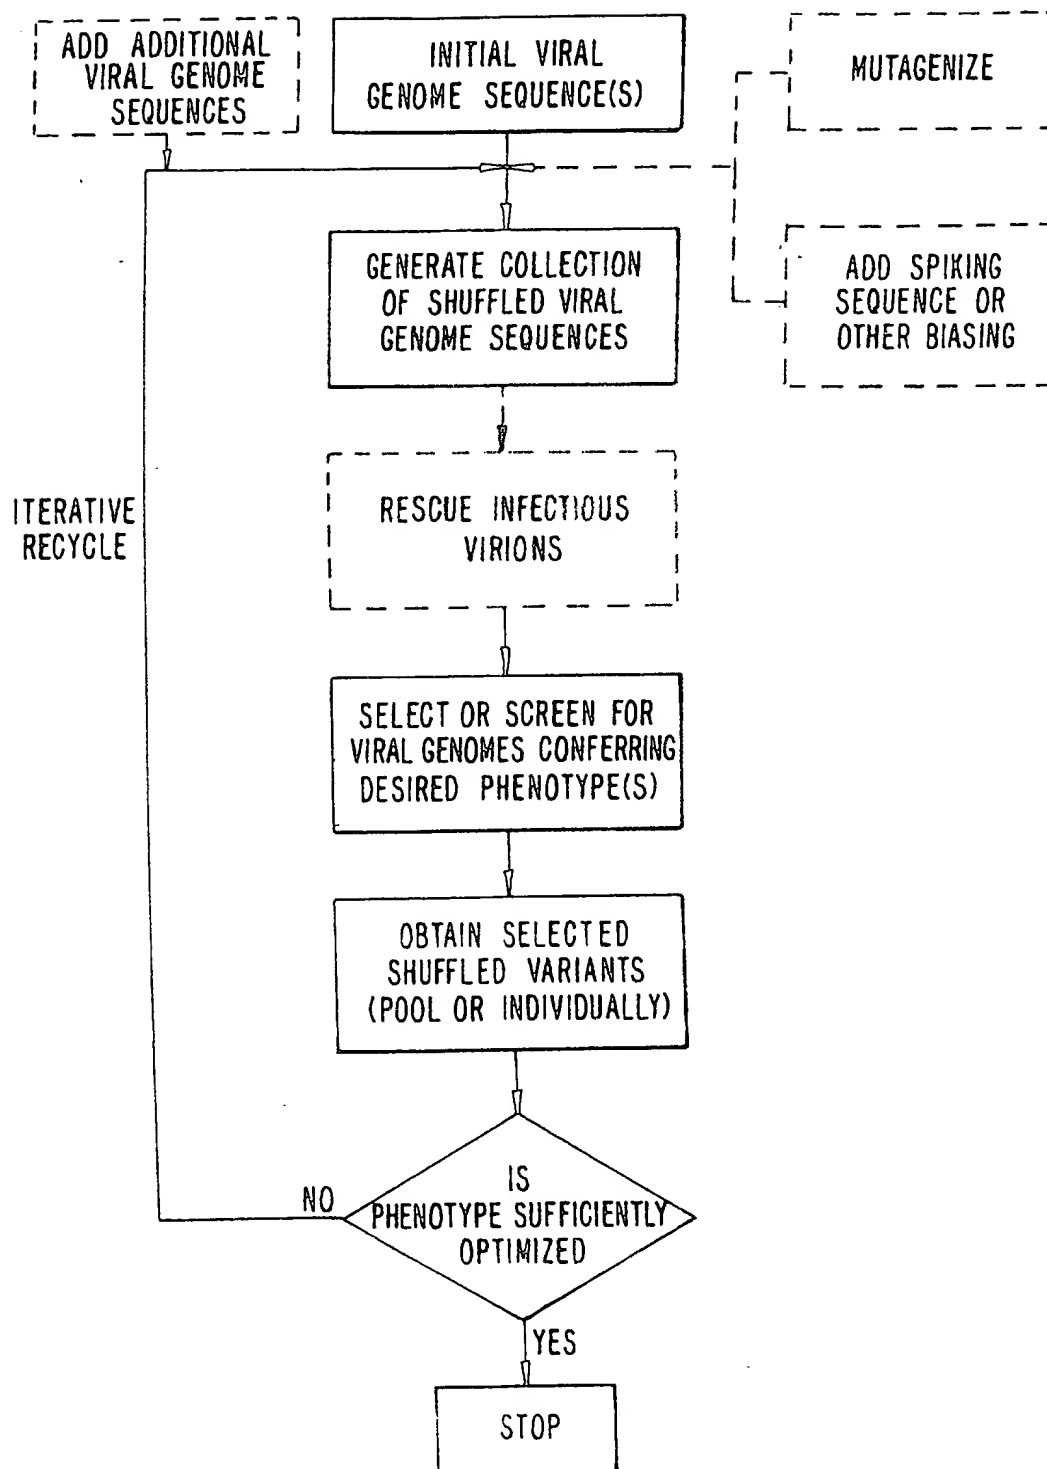 ADD ADDITIONAL
VIRAL GENOME
SEQUENCES
INITIAL VIRAL
GENOME SEQUENCE(S)
MUTAGENIZE
GENERATE COLLECTION
OF SHUFFLED VIRAL
GENOME SEQUENCES
ADD SPIKING
SEQUENCE OR
OTHER BIASING
ITERATIVE
RECYCLE
RESCUE INFECTIOUS
VIRIONS
SELECT OR SCREEN FOR
VIRAL GENOMES CONFERRING
DESIRED PHENOTYPE(S)
OBTAIN SELECTED
SHUFFLED VARIANTS
(POOL OR INDIVIDUALLY)
NO
IS
PHENOTYPE SUFFICIENTLY
OPTIMIZED
YES
STOP